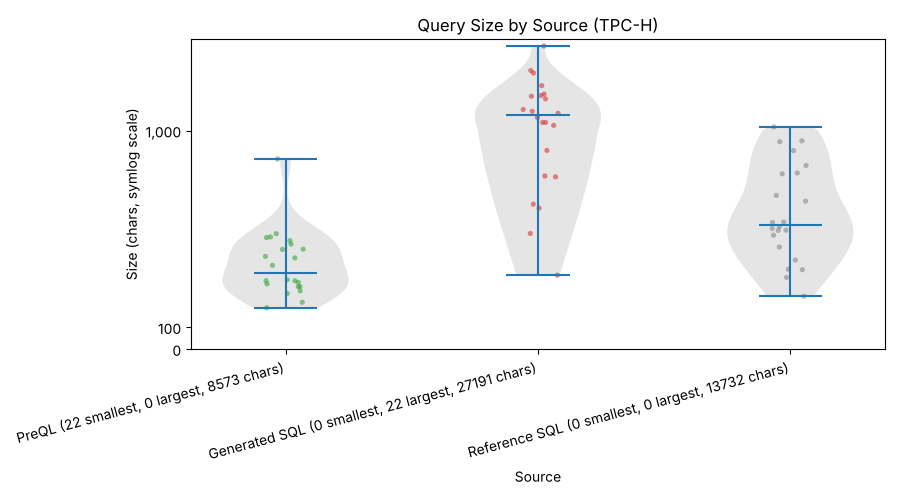 Query Size by Source (TPC-H)
Size (chars, symlog scale)
1,000
100
0
PreQL (22 smallest, 0 largest, 8573 chars)
Generated SQL (0 smallest, 22 largest, 27191 chars)
Reference SQL (0 smallest, 0 largest, 13732 chars)
Source